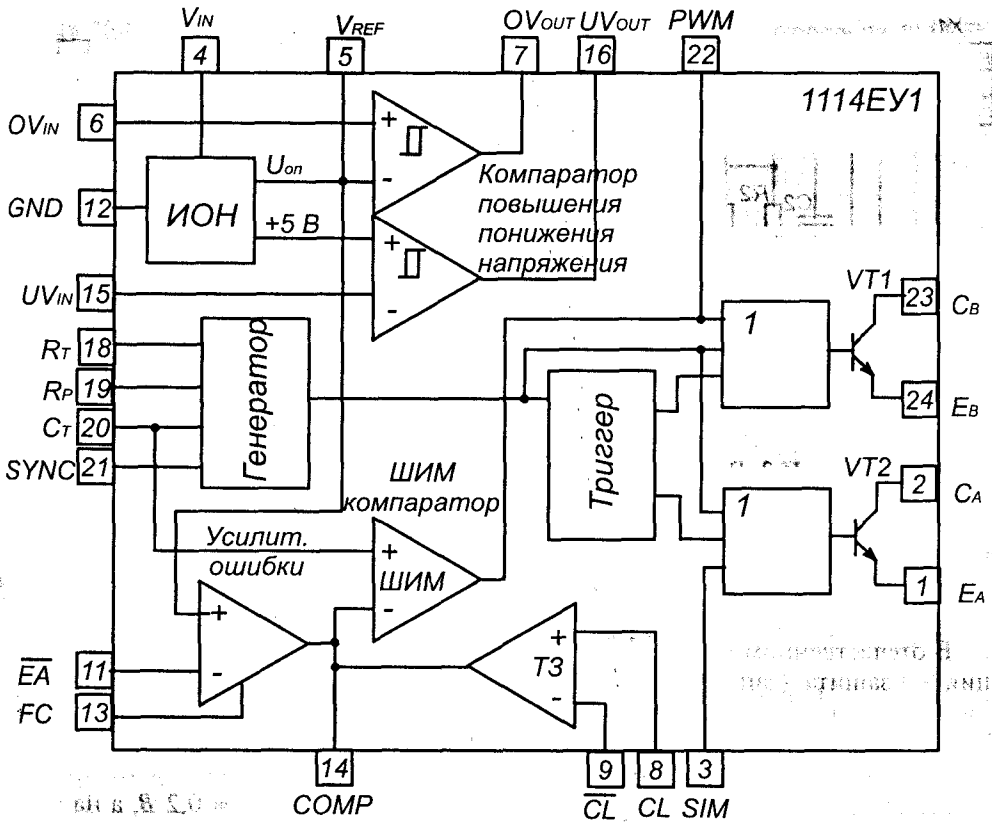 VIN
VREF
OVOUT UVOUT PWM
4
5
7
16
22
1114ЕУ1
OVIN 6
+
-
GND 12
ИОН
Uоп
+5 В
+
-
Компаратор
повышения
понижения
напряжения
UVIN 15
RT 18
RP 19
CT 20
SYNC 21
Генератор
Триггер
1
VT1
23 CB
24 EB
ШИМ
компаратор
+
ШИМ
-
1
VT2
2 CA
1 EA
Усилит.
ошибки
+
-
ТЗ
+
-
E̅A̅ 11
FC 13
14
9
8
3
COMP
C̅L̅
CL
SIM